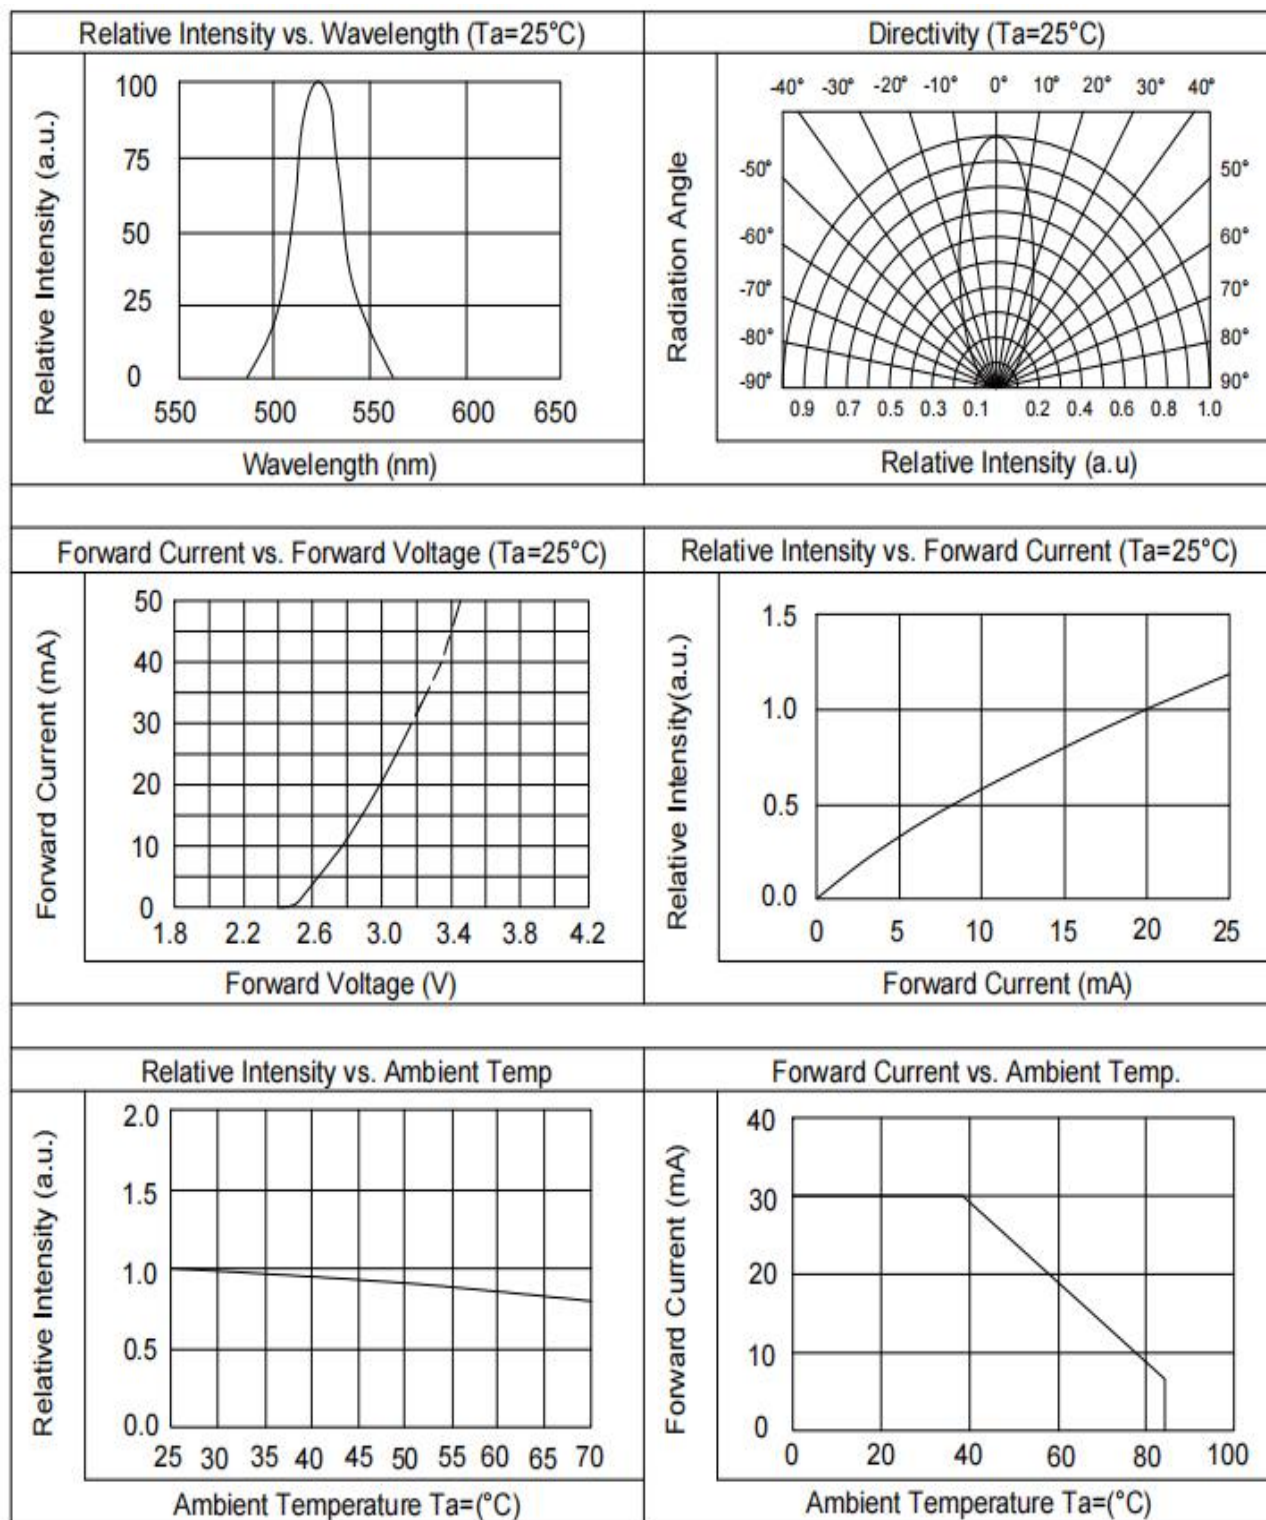 Relative Intensity vs. Wavelength (Ta=25°C)
Relative Intensity (a.u.)
100
75
50
25
0
550 500 550 600 650
Wavelength (nm)
Directivity (Ta=25°C)
Radiation Angle
-40° -30° -20° -10° 0° 10° 20° 30° 40°
-50° 50°
-60° 60°
-70° 70°
-80° 80°
-90° 90°
0.9 0.7 0.5 0.3 0.1 0.2 0.4 0.6 0.8 1.0
Relative Intensity (a.u)
Forward Current vs. Forward Voltage (Ta=25°C)
Forward Current (mA)
50
40
30
20
10
0
1.8 2.2 2.6 3.0 3.4 3.8 4.2
Forward Voltage (V)
Relative Intensity vs. Forward Current (Ta=25°C)
Relative Intensity(a.u.)
1.5
1.0
0.5
0.0
0 5 10 15 20 25
Forward Current (mA)
Relative Intensity vs. Ambient Temp
Relative Intensity (a.u.)
2.0
1.5
1.0
0.5
0.0
25 30 35 40 45 50 55 60 65 70
Ambient Temperature Ta=(°C)
Forward Current vs. Ambient Temp.
Forward Current (mA)
40
30
20
10
0
0 20 40 60 80 100
Ambient Temperature Ta=(°C)